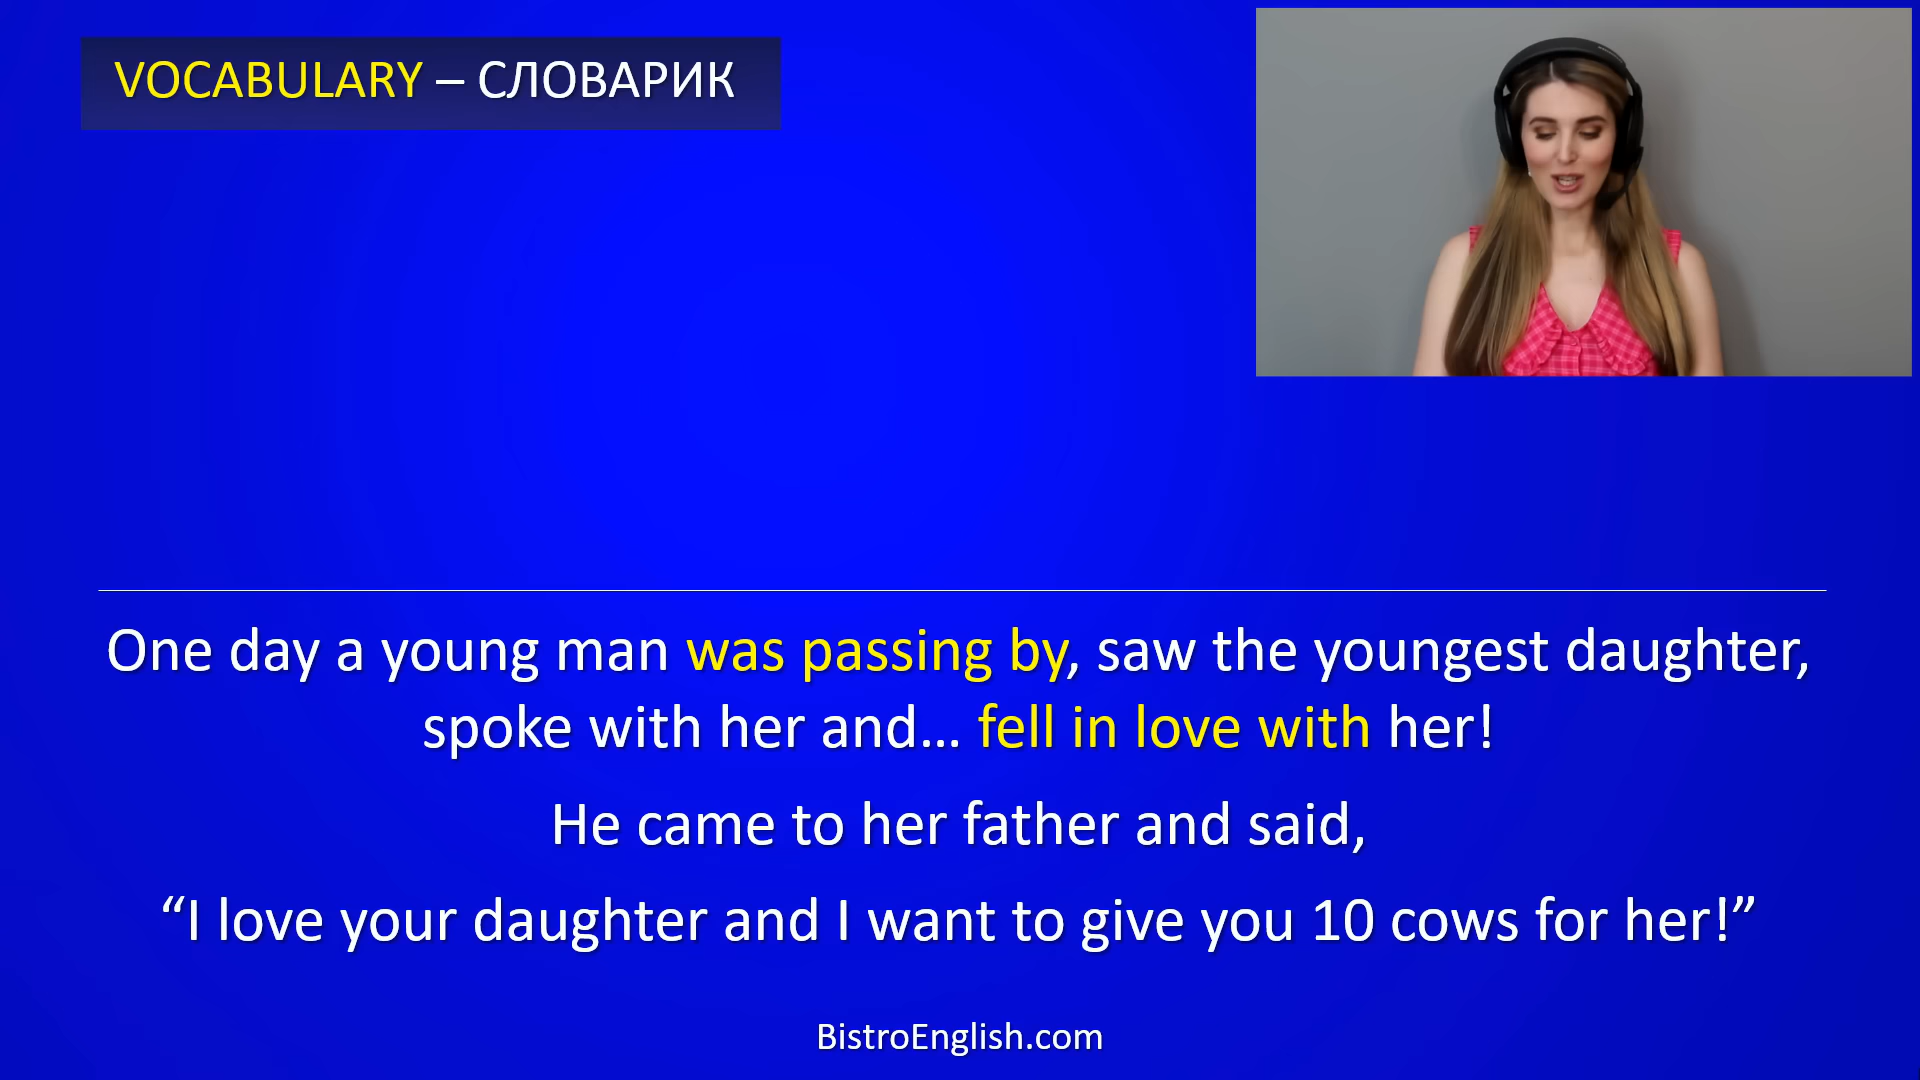 VOCABULARY – СЛОВАРИК
One day a young man was passing by, saw the youngest daughter,
spoke with her and… fell in love with her!
He came to her father and said,
“I love your daughter and I want to give you 10 cows for her!”
BistroEnglish.com